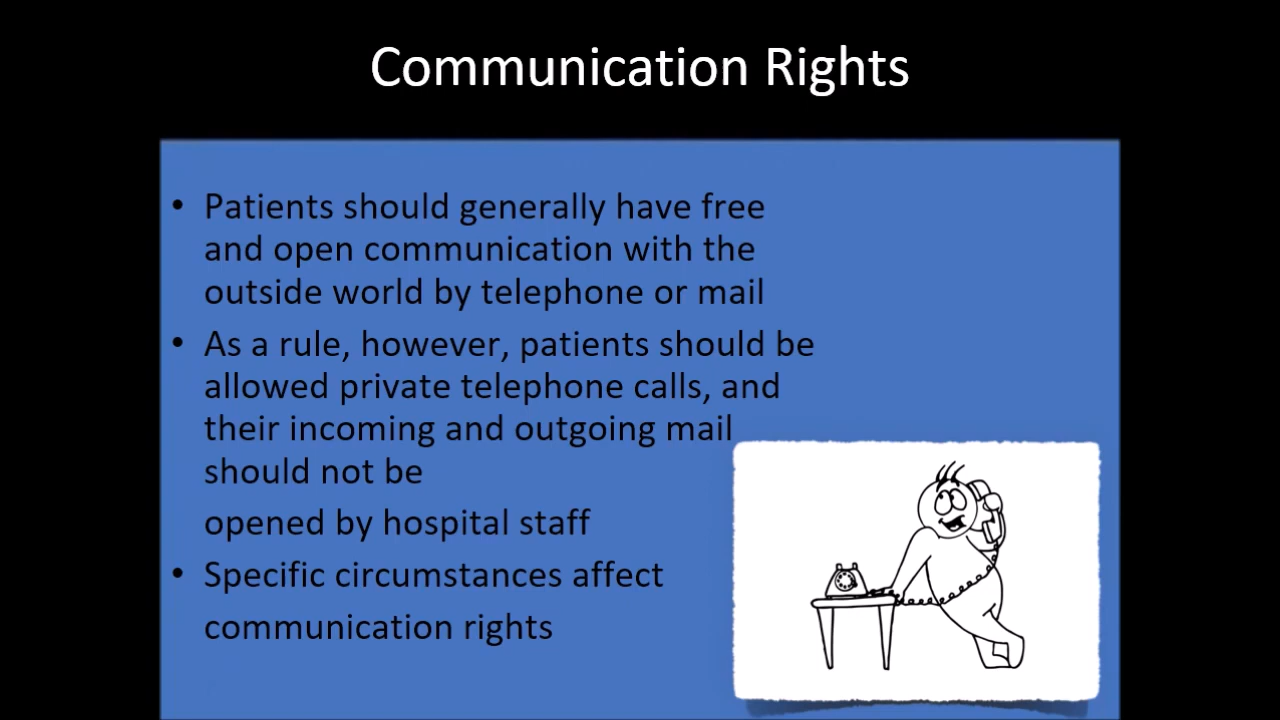 Communication Rights
• Patients should generally have free
and open communication with the
outside world by telephone or mail
• As a rule, however, patients should be
allowed private telephone calls, and
their incoming and outgoing mail
should not be
opened by hospital staff
• Specific circumstances affect
communication rights